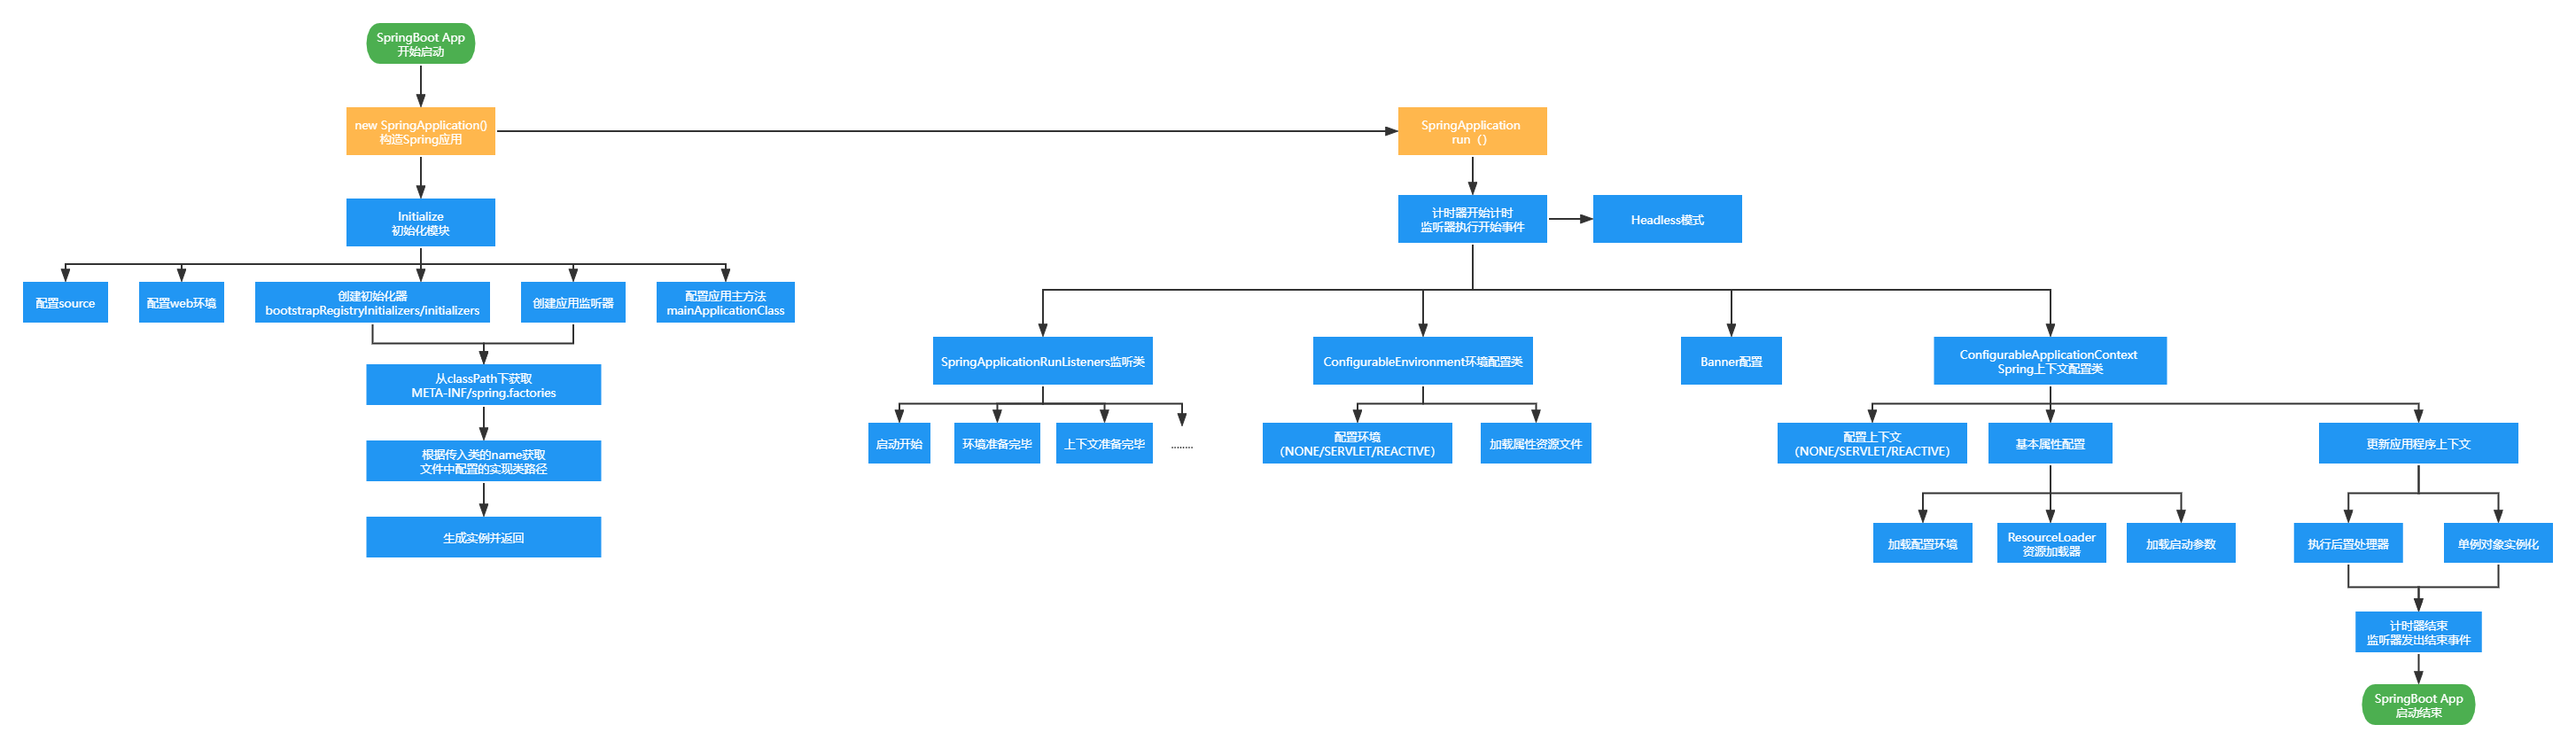 SpringBoot App
开始启动
new SpringApplication()
构造Spring应用
SpringApplication
run（）
Initialize
初始化模块
计时器开始计时
监听器执行开始事件
Headless模式
配置source
配置web环境
创建初始化器
bootstrapRegistryInitializers/initializers
创建应用监听器
配置应用主方法
mainApplicationClass
SpringApplicationRunListeners监听类
ConfigurableEnvironment环境配置类
Banner配置
ConfigurableApplicationContext
Spring上下文配置类
从classPath下获取
META-INF/spring.factories
启动开始
环境准备完毕
上下文准备完毕
........
配置环境
（NONE/SERVLET/REACTIVE）
加载属性资源文件
配置上下文
（NONE/SERVLET/REACTIVE）
基本属性配置
更新应用程序上下文
根据传入类的name获取
文件中配置的实现类路径
生成实例并返回
加载配置环境
ResourceLoader
资源加载器
加载启动参数
执行后置处理器
单例对象实例化
计时器结束
监听器发出结束事件
SpringBoot App
启动结束